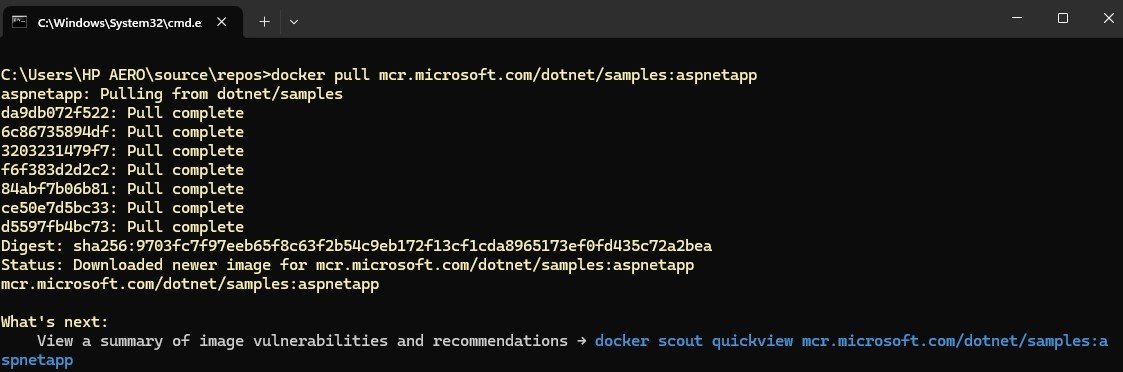 C:\Windows\System32\cmd.e
C:\Users\HP AERO\source\repos>docker pull mcr.microsoft.com/dotnet/samples:aspnetapp
aspnetapp: Pulling from dotnet/samples
da9db072f522: Pull complete
6c86735894df: Pull complete
3203231479f7: Pull complete
f6f383d2d2c2: Pull complete
84abf7b06b81: Pull complete
ce50e7d5bc33: Pull complete
d5597fb4bc73: Pull complete
Digest: sha256:9703fc7f97eeb65f8c63f2b54c9eb172f13cf1cda8965173ef0fd435c72a2bea
Status: Downloaded newer image for mcr.microsoft.com/dotnet/samples:aspnetapp
mcr.microsoft.com/dotnet/samples:aspnetapp
What's next:
View a summary of image vulnerabilities and recommendations → docker scout quickview mcr.microsoft.com/dotnet/samples:a
spnetapp